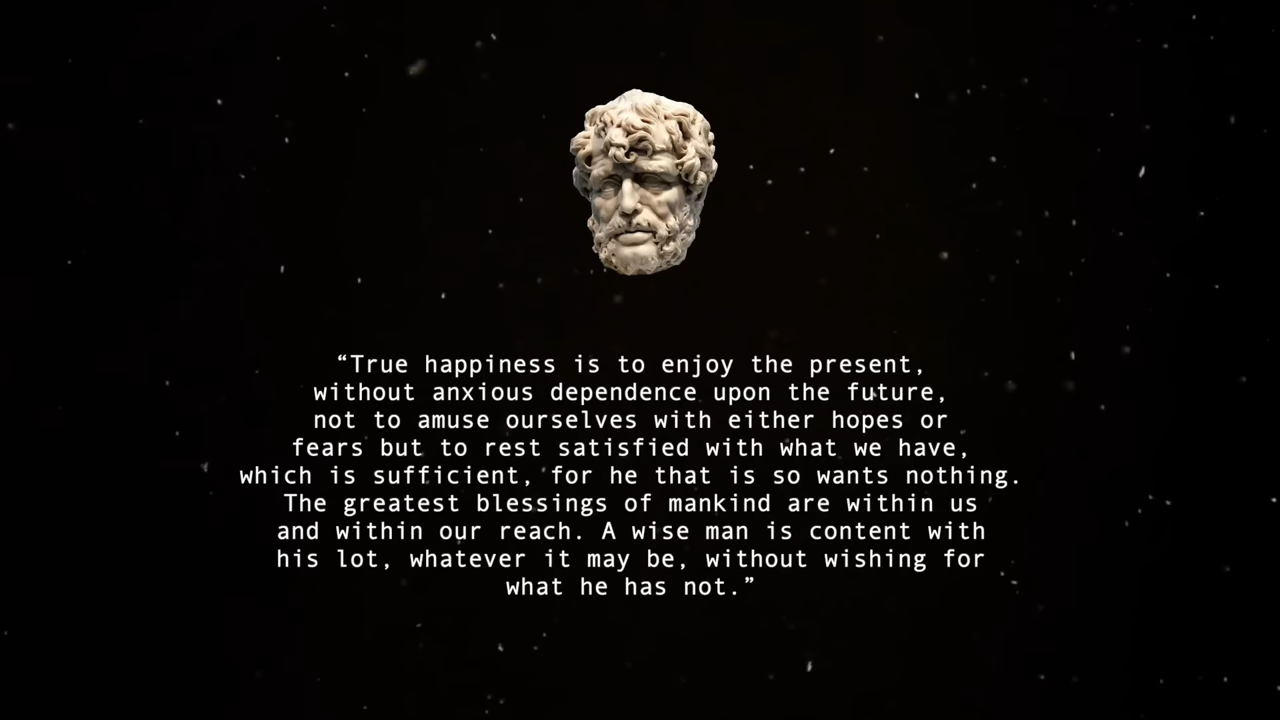 “True happiness is to enjoy the present,
without anxious dependence upon the future,
not to amuse ourselves with either hopes or
fears but to rest satisfied with what we have,
which is sufficient, for he that is so wants nothing.
The greatest blessings of mankind are within us
and within our reach. A wise man is content with
his lot, whatever it may be, without wishing for
what he has not.”